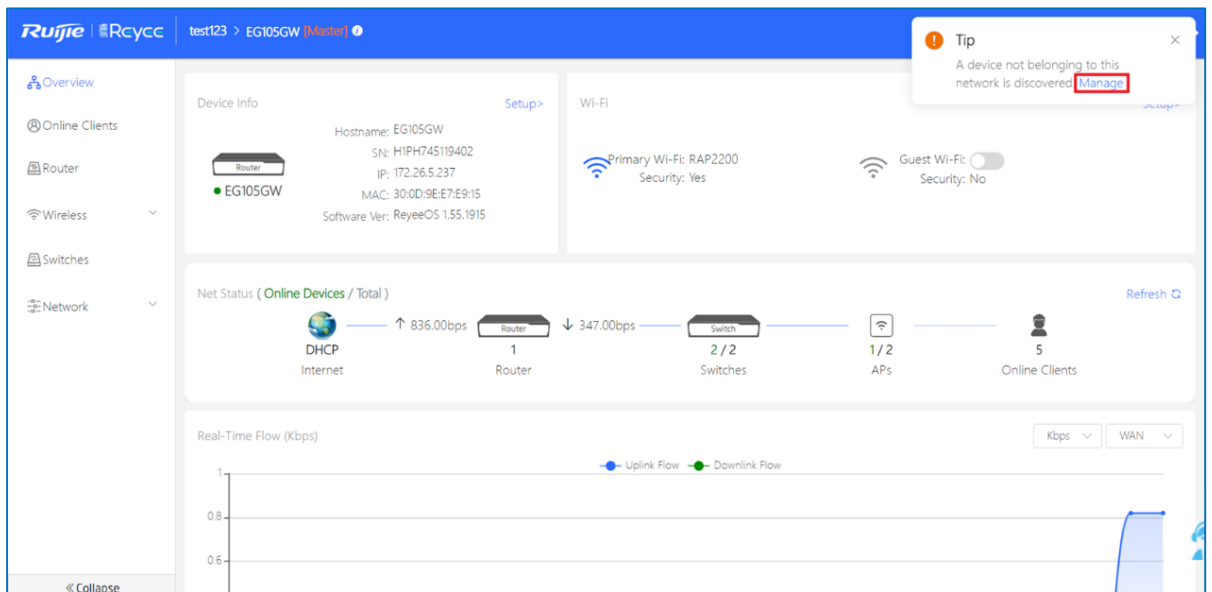 Ruijie | Rcycc
test123 > EG105GW [Master]
Tip
A device not belonging to this
network is discovered. Manage
Overview
Online Clients
Router
Wireless
Switches
Network
Collapse
Device Info
Setup>
Router
EG105GW
Hostname: EG105GW
SN: H1PH745119402
IP: 172.26.5.237
MAC: 30:0D:9E:E7:E9:15
Software Ver: ReyeeOS 1.55.1915
Wi-Fi
Setup>
Primary Wi-Fi: RAP2200
Security: Yes
Guest Wi-Fi:
Security: No
Net Status ( Online Devices / Total )
Refresh
↑ 836.00bps
Router
↓ 347.00bps
Switch
DHCP
1
2 / 2
1 / 2
5
Internet
Router
Switches
APs
Online Clients
Real-Time Flow (Kbps)
Kbps
WAN
Uplink Flow
Downlink Flow
1
0.8
0.6